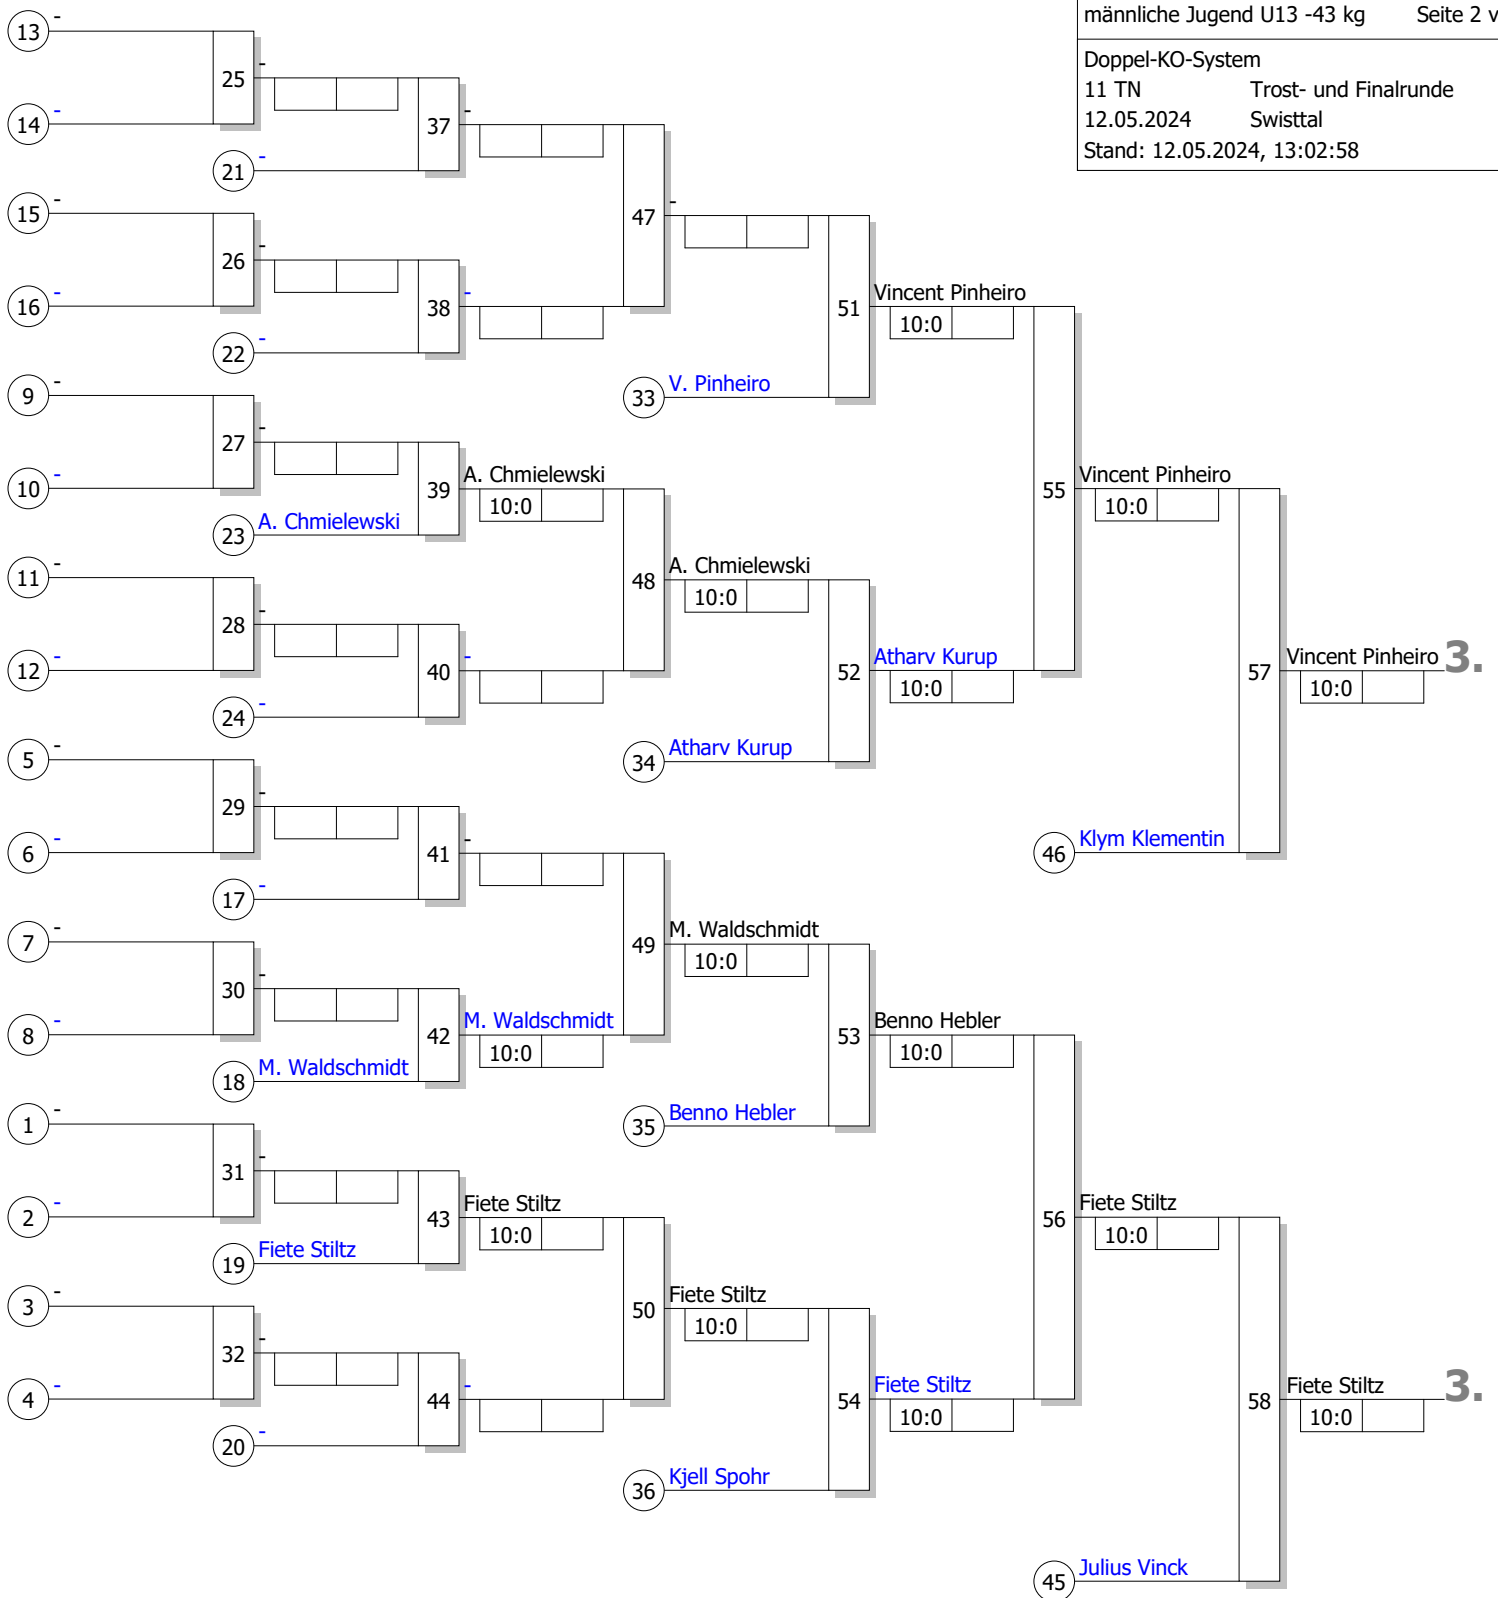 männliche Jugend U13 -43 kg Seite 2 v
Doppel-KO-System
11 TN Trost- und Finalrunde
12.05.2024 Swisttal
Stand: 12.05.2024, 13:02:58
13 -
25 -
14 -
37 -
21 -
15 -
47 -
26 -
16 -
38 -
51 Vincent Pinheiro
10:0
22 -
9 -
33 V. Pinheiro
27 -
10 -
39 A. Chmielewski
10:0
55 Vincent Pinheiro
10:0
23 A. Chmielewski
11 -
48 A. Chmielewski
10:0
28 -
12 -
40 -
52 Atharv Kurup
10:0
57 Vincent Pinheiro 3.
10:0
24 -
5 -
34 Atharv Kurup
29 -
6 -
41 -
46 Klym Klementin
17 -
7 -
49 M. Waldschmidt
10:0
30 -
8 -
42 M. Waldschmidt
10:0
53 Benno Hebler
10:0
18 M. Waldschmidt
1 -
35 Benno Hebler
31 -
2 -
43 Fiete Stiltz
10:0
56 Fiete Stiltz
10:0
19 Fiete Stiltz
3 -
50 Fiete Stiltz
10:0
32 -
4 -
44 -
54 Fiete Stiltz
10:0
58 Fiete Stiltz 3.
10:0
20 -
36 Kjell Spohr
45 Julius Vinck